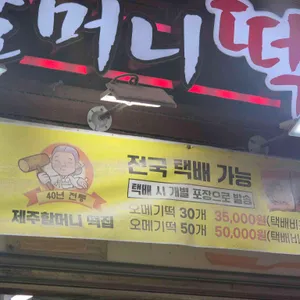 할머니떡
전국 택배 가능
택배 시 개별 포장으로 발송
40년 전통
제주할머니 떡집
오메기떡 30개 35,000원(택배비
오메기떡 50개 50,000원(택배비